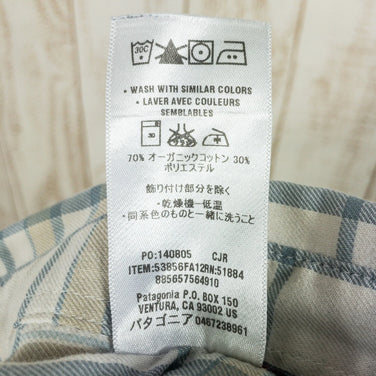 30C
• WASH WITH SIMILAR COLORS
• LAVER AVEC COULEURS
SEMBLABLES
30
70% オーガニックコットン 30%
ポリエステル
飾り付け部分を除く
・乾燥機—低温
・同系色のものと一緒に洗うこと
PO:140805 CJR
ITEM:53856FA12RN:51884
885657564910
Patagonia P.O. BOX 150
VENTURA, CA 93002 US
パタゴニア 0467238961